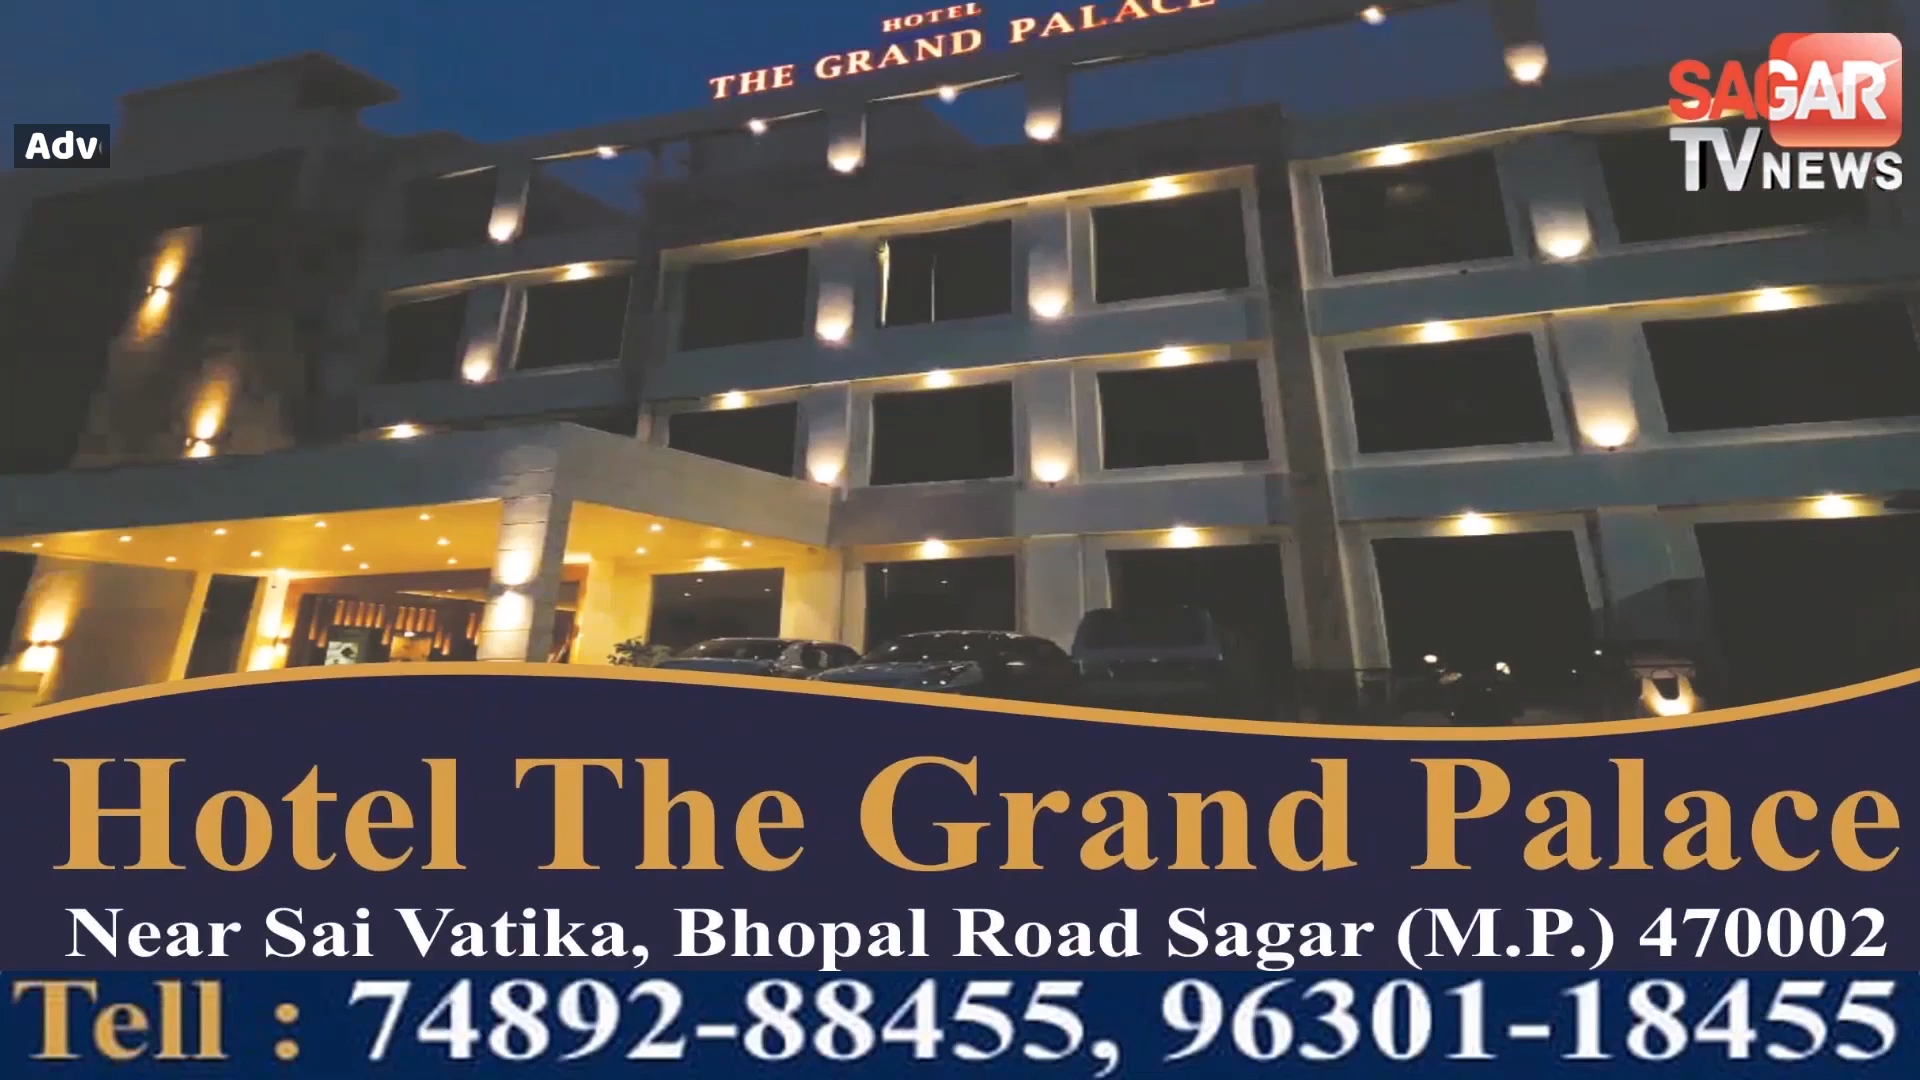 HOTEL
THE GRAND PALACE
SAGAR
TV NEWS
Adv
Hotel The Grand Palace
Near Sai Vatika, Bhopal Road Sagar (M.P.) 470002
Tell : 74892-88455, 96301-18455